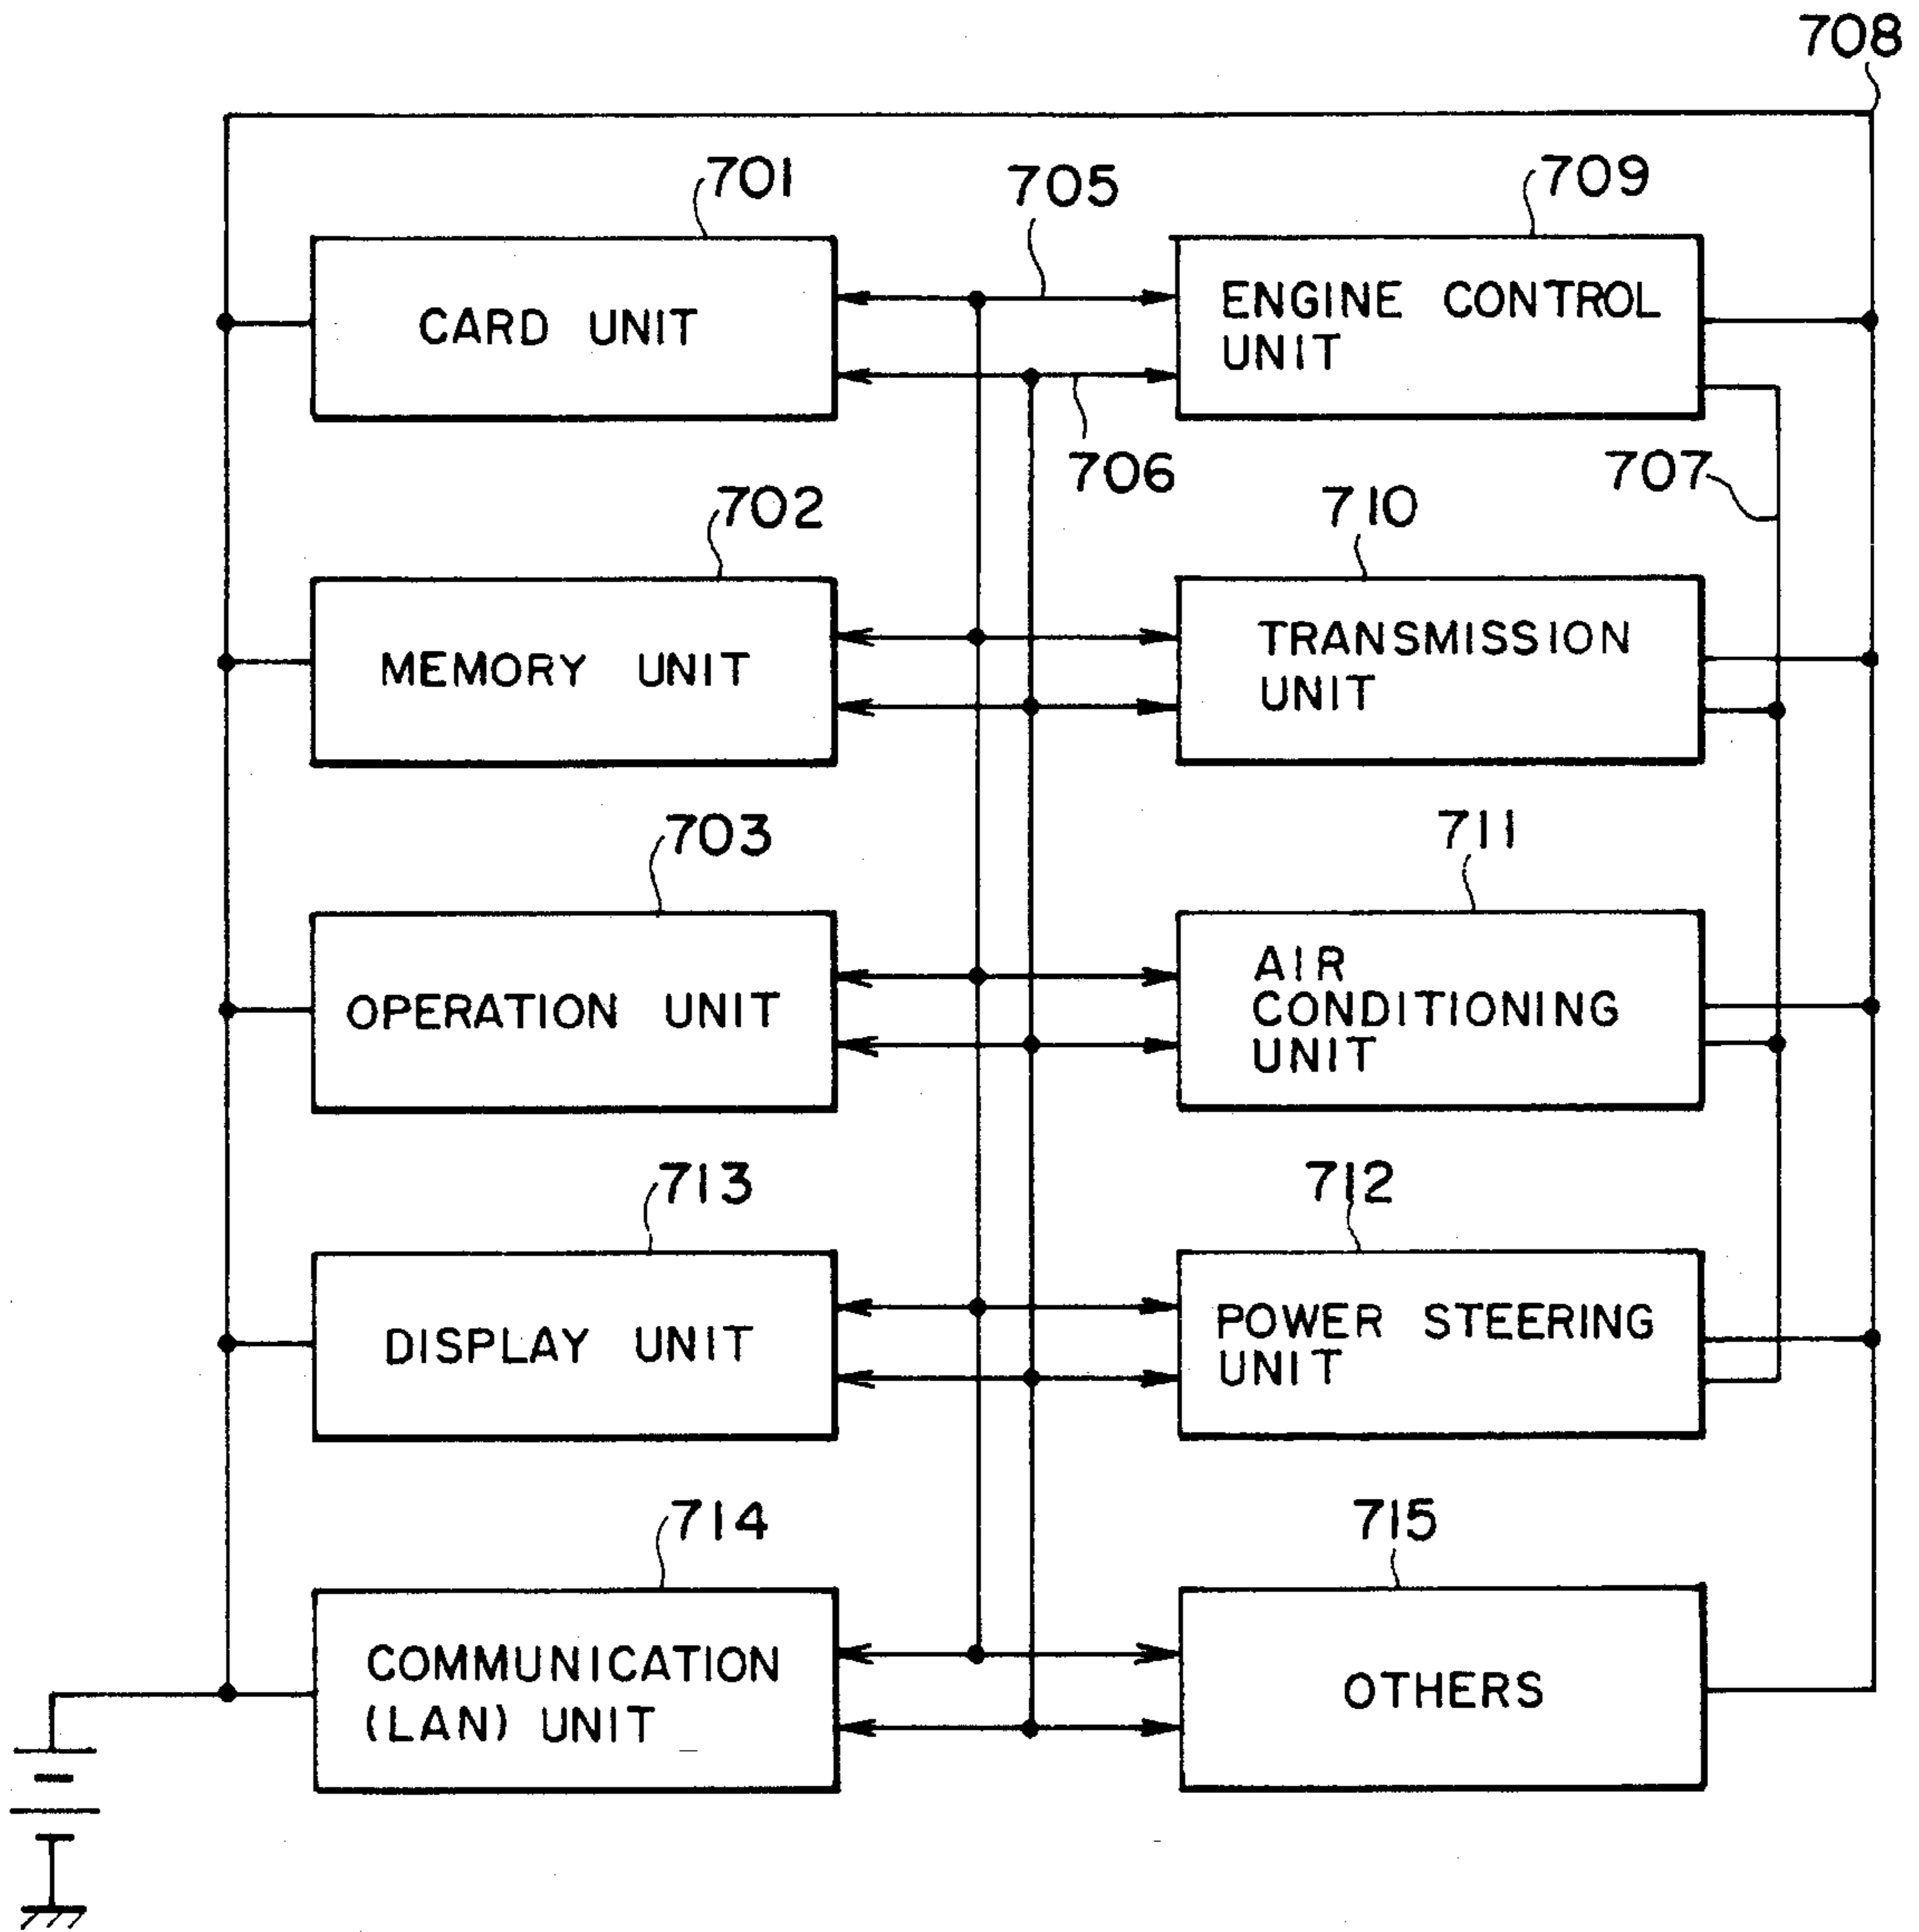 708
701
705
709
CARD UNIT
ENGINE CONTROL
UNIT
706
707
702
710
MEMORY UNIT
TRANSMISSION
UNIT
703
711
OPERATION UNIT
AIR
CONDITIONING
UNIT
713
712
DISPLAY UNIT
POWER STEERING
UNIT
714
715
COMMUNICATION
(LAN) UNIT
OTHERS